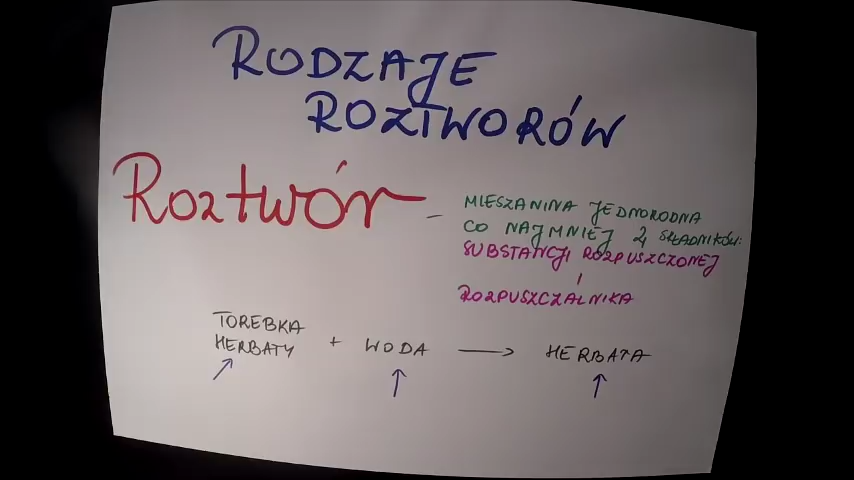 RODZAJE
ROZTWORÓW
Roztwór - MIESZANINA JEDNORODNA
CO NAJMNIEJ 2 SKŁADNIKÓW:
SUBSTANCJI ROZPUSZCZONEJ
I
ROZPUSZCZALNIKA
TOREBKA
HERBATY + WODA → HERBATA